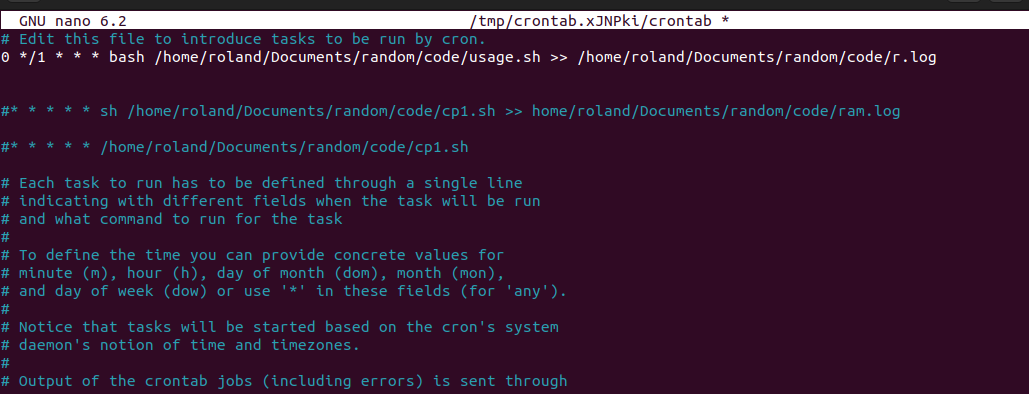 GNU nano 6.2 /tmp/crontab.xJNPki/crontab *
# Edit this file to introduce tasks to be run by cron.
0 */1 * * * bash /home/roland/Documents/random/code/usage.sh >> /home/roland/Documents/random/code/r.log
#* * * * * sh /home/roland/Documents/random/code/cp1.sh >> home/roland/Documents/random/code/ram.log
#* * * * * /home/roland/Documents/random/code/cp1.sh
# Each task to run has to be defined through a single line
# indicating with different fields when the task will be run
# and what command to run for the task
#
# To define the time you can provide concrete values for
# minute (m), hour (h), day of month (dom), month (mon),
# and day of week (dow) or use '*' in these fields (for 'any').
#
# Notice that tasks will be started based on the cron's system
# daemon's notion of time and timezones.
#
# Output of the crontab jobs (including errors) is sent through